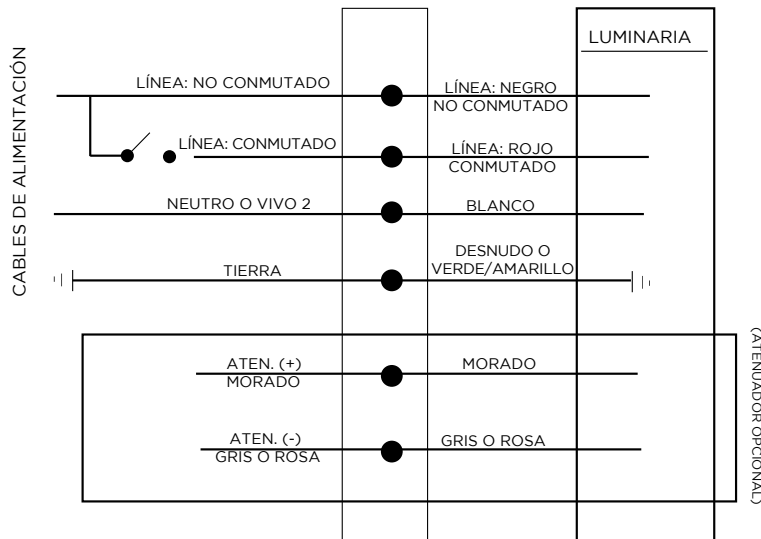 LUMINARIA
CABLES DE ALIMENTACIÓN
LÍNEA: NO CONMUTADO
LÍNEA: NEGRO
NO CONMUTADO
LÍNEA: CONMUTADO
LÍNEA: ROJO
CONMUTADO
NEUTRO O VIVO 2
BLANCO
TIERRA
DESNUDO O
VERDE/AMARILLO
(ATENUADOR OPCIONAL)
ATEN. (+)
MORADO
MORADO
ATEN. (-)
GRIS O ROSA
GRIS O ROSA